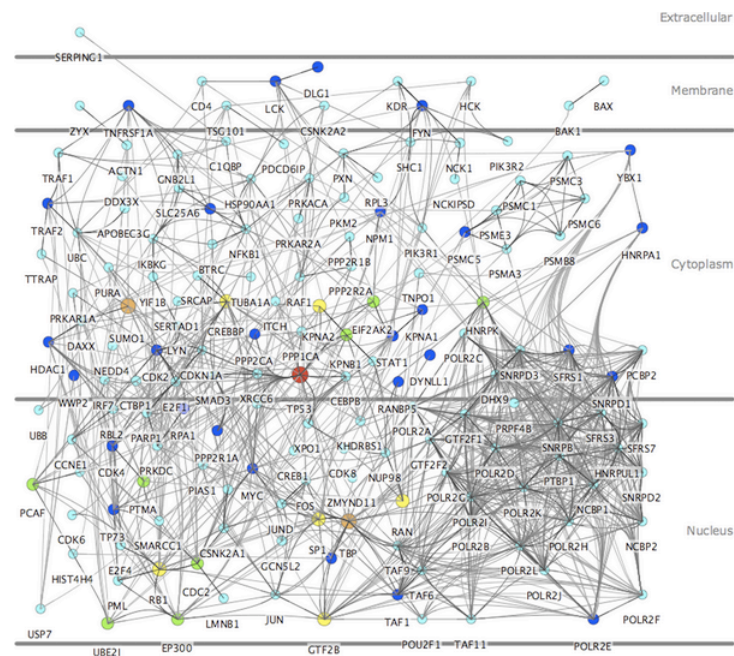 Extracellular
SERPING1
Membrane
CD4
LCK
DLG1
KDR
HCK
BAX
ZYX
TNFRSF1A
TSG101
CSNK2A2
FYN
BAK1
TRAF1
ACTN1
GNB2L1
C1QBP
PDCD6IP
PXN
SHC1
NCK1
PIK3R2
PSMC3
YBX1
DDX3X
SLC25A6
HSP90AA1
PRKACA
RPL3
NCKIPSD
PSMC1
TRAF2
APOBEC3G
PKM2
NPM1
PSME3
PSMC6
UBC
NFKB1
PRKAR2A
PIK3R1
PSMC5
PSMB8
HNRPA1
TTRAP
IKBKG
BTRC
PPP2R1B
PSMA3
Cytoplasm
PURA
YIF1B
SRCAP
TUBA1A
RAF1
PPP2R2A
TNPO1
PRKAR1A
SUMO1
SERTAD1
CREBBP
ITCH
KPNA2
EIF2AK2
KPNA1
HNRPK
DAXX
LYN
PPP2CA
PPP1CA
KPNB1
STAT1
POLR2C
SNRPD3
SFRS1
PCBP2
HDAC1
NEDD4
CDK2
CDKN1A
DYNLL1
WWP2
IRF7
CTBP1
E2F1
SMAD3
XRCC6
TP53
CEBPB
RANBP5
DHX9
SNRPD1
UBB
RBL2
PARP1
RPA1
XPO1
KHDRBS1
POLR2A
GTF2F1
PRPF4B
SNRPB
SFRS3
SFRS7
CCNE1
CDK4
PRKDC
PPP2R1A
CREB1
CDK8
NUP98
GTF2F2
POLR2D
PTBP1
HNRPUL1
PCAF
PTMA
PIAS1
MYC
FOS
ZMYND11
POLR2G
POLR2I
POLR2K
NCBP1
SNRPD2
CDK6
TP73
SMARCC1
CSNK2A1
JUND
SP1
TBP
RAN
POLR2B
POLR2H
NCBP2
Nucleus
HIST4H4
E2F4
GCN5L2
TAF9
POLR2L
PML
RB1
CDC2
LMNB1
JUN
TAF6
TAF1
POLR2J
POLR2F
USP7
UBE2I
EP300
GTF2B
POU2F1
TAF11
POLR2E